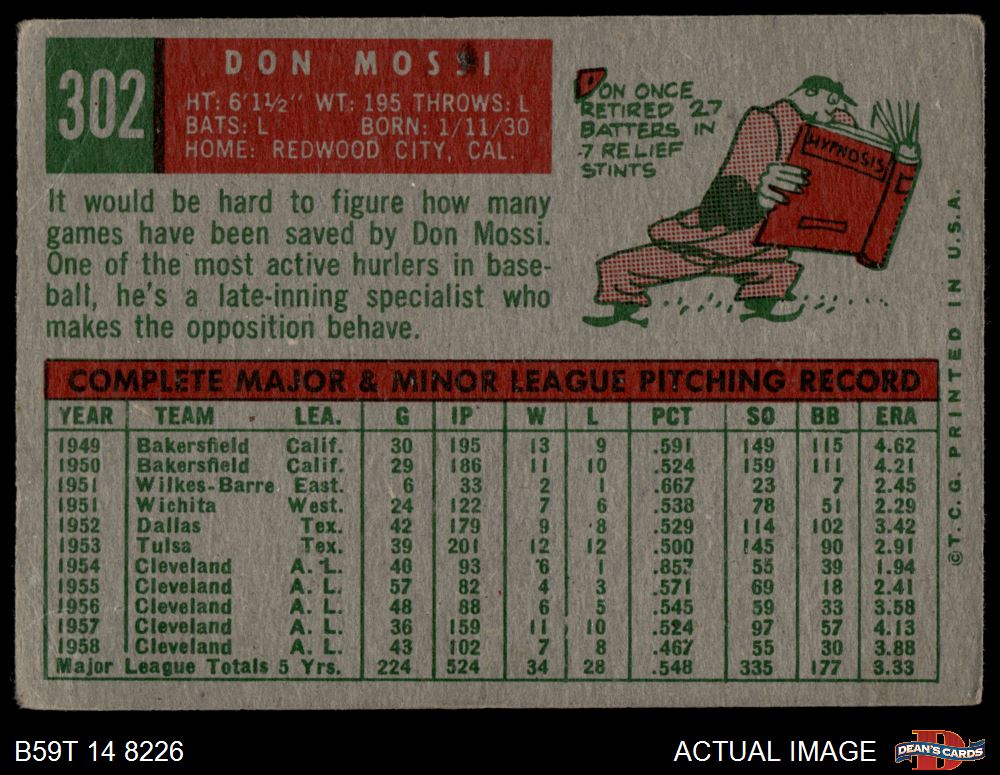 302
DON MOSSI
HT: 6'1½" WT: 195 THROWS: L
BATS: L BORN: 1/11/30
HOME: REDWOOD CITY, CAL.
It would be hard to figure how many
games have been saved by Don Mossi.
One of the most active hurlers in base-
ball, he's a late-inning specialist who
makes the opposition behave.
DON ONCE
RETIRED 27
BATTERS IN
7 RELIEF
STINTS
HYPNOSIS
COMPLETE MAJOR & MINOR LEAGUE PITCHING RECORD
YEAR TEAM LEA. G IP W L PCT SO BB ERA
1949 Bakersfield Calif. 30 195 13 9 .591 149 115 4.62
1950 Bakersfield Calif. 29 186 11 10 .524 159 111 4.21
1951 Wilkes-Barre East. 6 33 2 1 .667 23 7 2.45
1951 Wichita West. 24 122 7 6 .538 78 51 2.29
1952 Dallas Tex. 42 179 9 8 .529 114 102 3.42
1953 Tulsa Tex. 39 201 12 12 .500 145 90 2.91
1954 Cleveland A. L. 40 93 6 1 .857 55 39 1.94
1955 Cleveland A. L. 57 82 4 3 .571 69 18 2.41
1956 Cleveland A. L. 48 88 6 5 .545 59 33 3.58
1957 Cleveland A. L. 36 159 11 10 .524 97 57 4.13
1958 Cleveland A. L. 43 102 7 8 .467 55 30 3.88
Major League Totals 5 Yrs. 224 524 34 28 .548 335 177 3.33
©T.C.G. PRINTED IN U.S.A.
B59T 14 8226
ACTUAL IMAGE
DEAN'S CARDS